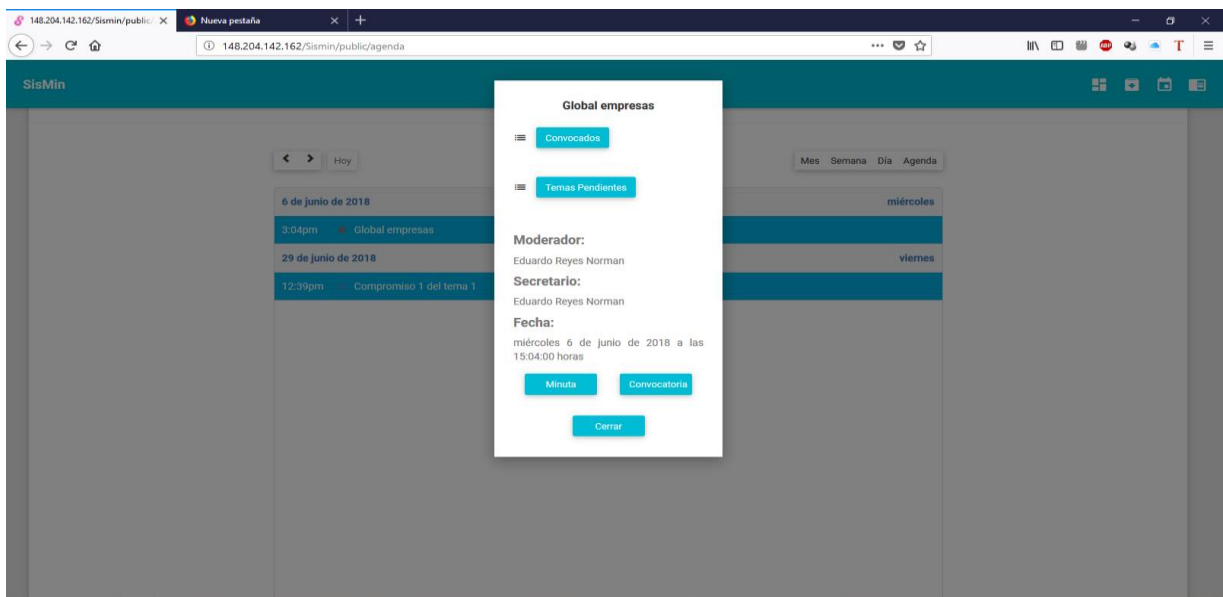 148.204.142.162/Sismin/public/
Nueva pestaña
148.204.142.162/Sismin/public/agenda
ABP
T
SisMin
Global empresas
Convocados
Hoy
Mes Semana Día Agenda
Temas Pendientes
6 de junio de 2018 miércoles
3:04pm Global empresas
Moderador:
29 de junio de 2018 viernes
Eduardo Reyes Norman
Secretario:
12:39pm Compromiso 1 del tema 1
Eduardo Reyes Norman
Fecha:
miércoles 6 de junio de 2018 a las
15:04:00 horas
Minuta Convocatoria
Cerrar